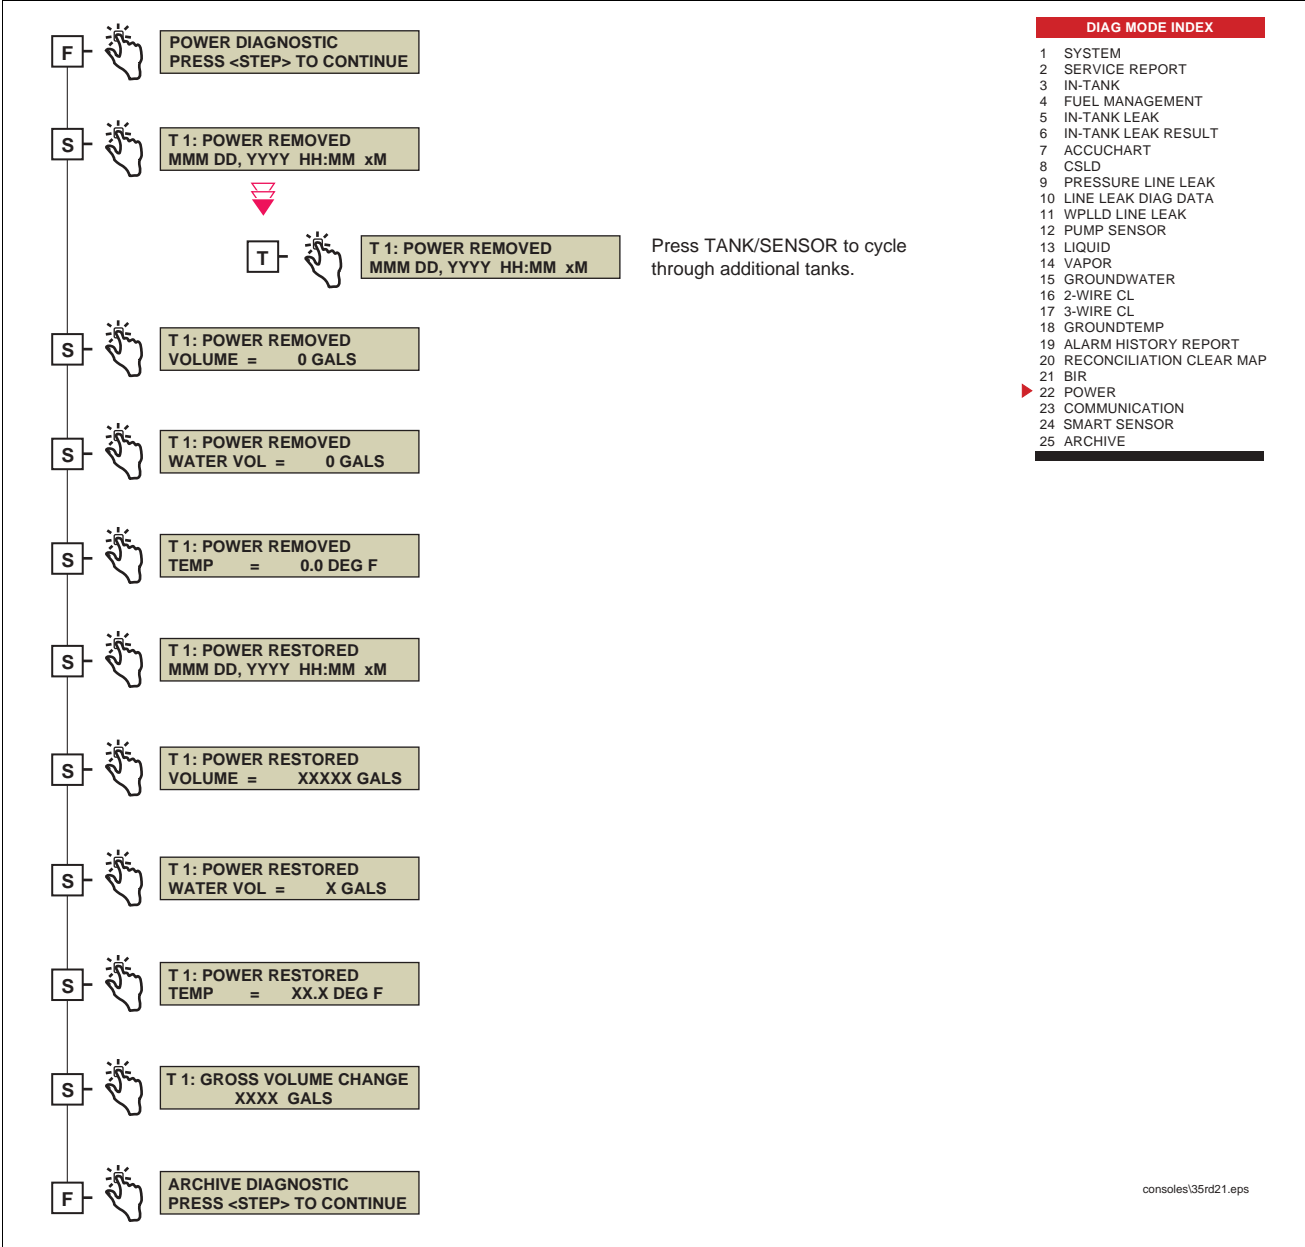 F
POWER DIAGNOSTIC
PRESS <STEP> TO CONTINUE
S
T 1: POWER REMOVED
MMM DD, YYYY HH:MM xM
T
T 1: POWER REMOVED
MMM DD, YYYY HH:MM xM
Press TANK/SENSOR to cycle
through additional tanks.
S
T 1: POWER REMOVED
VOLUME = 0 GALS
S
T 1: POWER REMOVED
WATER VOL = 0 GALS
S
T 1: POWER REMOVED
TEMP = 0.0 DEG F
S
T 1: POWER RESTORED
MMM DD, YYYY HH:MM xM
S
T 1: POWER RESTORED
VOLUME = XXXXX GALS
S
T 1: POWER RESTORED
WATER VOL = X GALS
S
T 1: POWER RESTORED
TEMP = XX.X DEG F
S
T 1: GROSS VOLUME CHANGE
XXXX GALS
F
ARCHIVE DIAGNOSTIC
PRESS <STEP> TO CONTINUE
DIAG MODE INDEX
1 SYSTEM
2 SERVICE REPORT
3 IN-TANK
4 FUEL MANAGEMENT
5 IN-TANK LEAK
6 IN-TANK LEAK RESULT
7 ACCUCHART
8 CSLD
9 PRESSURE LINE LEAK
10 LINE LEAK DIAG DATA
11 WPLLD LINE LEAK
12 PUMP SENSOR
13 LIQUID
14 VAPOR
15 GROUNDWATER
16 2-WIRE CL
17 3-WIRE CL
18 GROUNDTEMP
19 ALARM HISTORY REPORT
20 RECONCILIATION CLEAR MAP
21 BIR
22 POWER
23 COMMUNICATION
24 SMART SENSOR
25 ARCHIVE
consoles\35rd21.eps